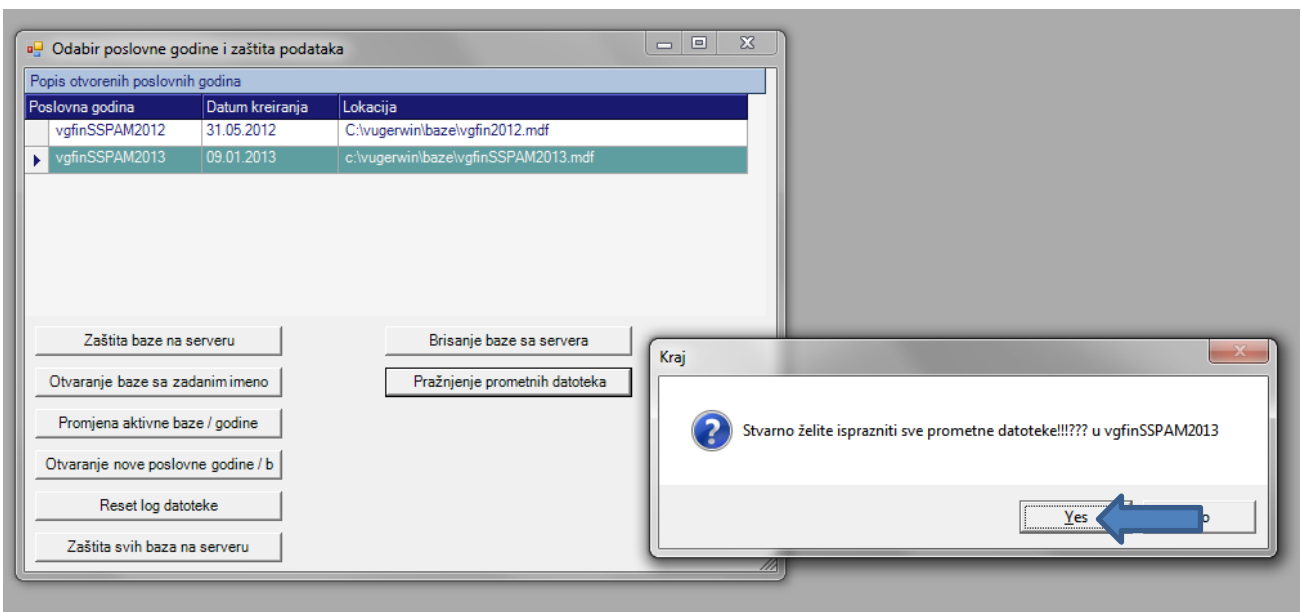 Odabir poslovne godine i zaštita podataka
Popis otvorenih poslovnih godina
Poslovna godina Datum kreiranja Lokacija
vgfinSSPAM2012 31.05.2012 C:\vugerwin\baze\vgfin2012.mdf
vgfinSSPAM2013 09.01.2013 c:\vugerwin\baze\vgfinSSPAM2013.mdf
Zaštita baze na serveru
Brisanje baze sa servera
Otvaranje baze sa zadanim imeno
Pražnjenje prometnih datoteka
Promjena aktivne baze / godine
Otvaranje nove poslovne godine / b
Reset log datoteke
Zaštita svih baza na serveru
Kraj
Stvarno želite isprazniti sve prometne datoteke!!!??? u vgfinSSPAM2013
Yes